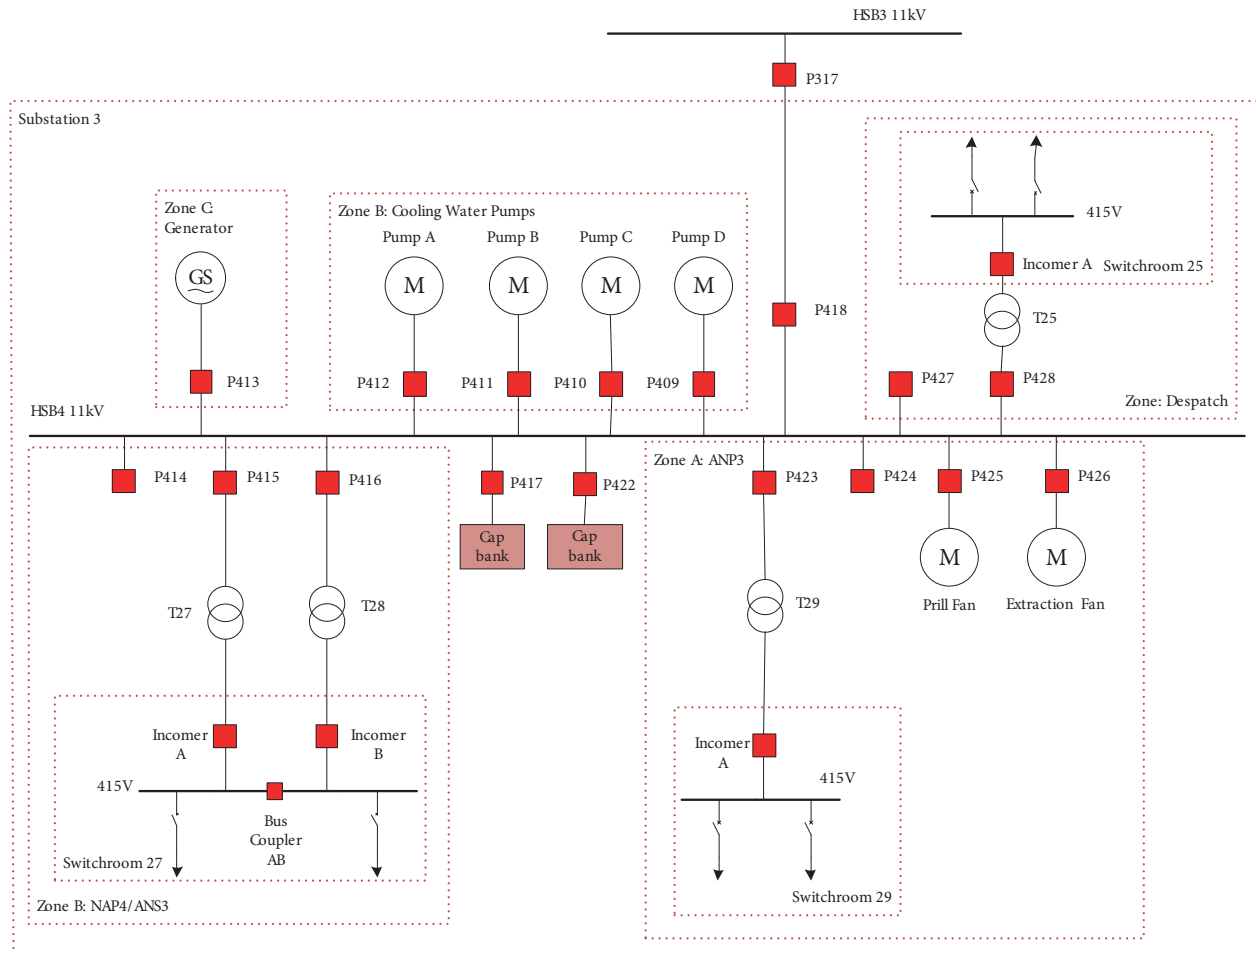 HSB3 11kV
P317
Substation 3
Zone C:
Generator
GS
P413
Zone B: Cooling Water Pumps
Pump A
Pump B
Pump C
Pump D
M
M
M
M
P412
P411
P410
P409
P418
415V
Incomer A
Switchroom 25
T25
P427
P428
Zone: Despatch
HSB4 11kV
P414
P415
P416
T27
T28
Incomer
A
Incomer
B
415V
Bus
Coupler
AB
Switchroom 27
Zone B: NAP4/ANS3
P417
P422
Cap
bank
Cap
bank
Zone A: ANP3
P423
P424
P425
P426
M
M
Prill Fan
Extraction Fan
T29
Incomer
A
415V
Switchroom 29